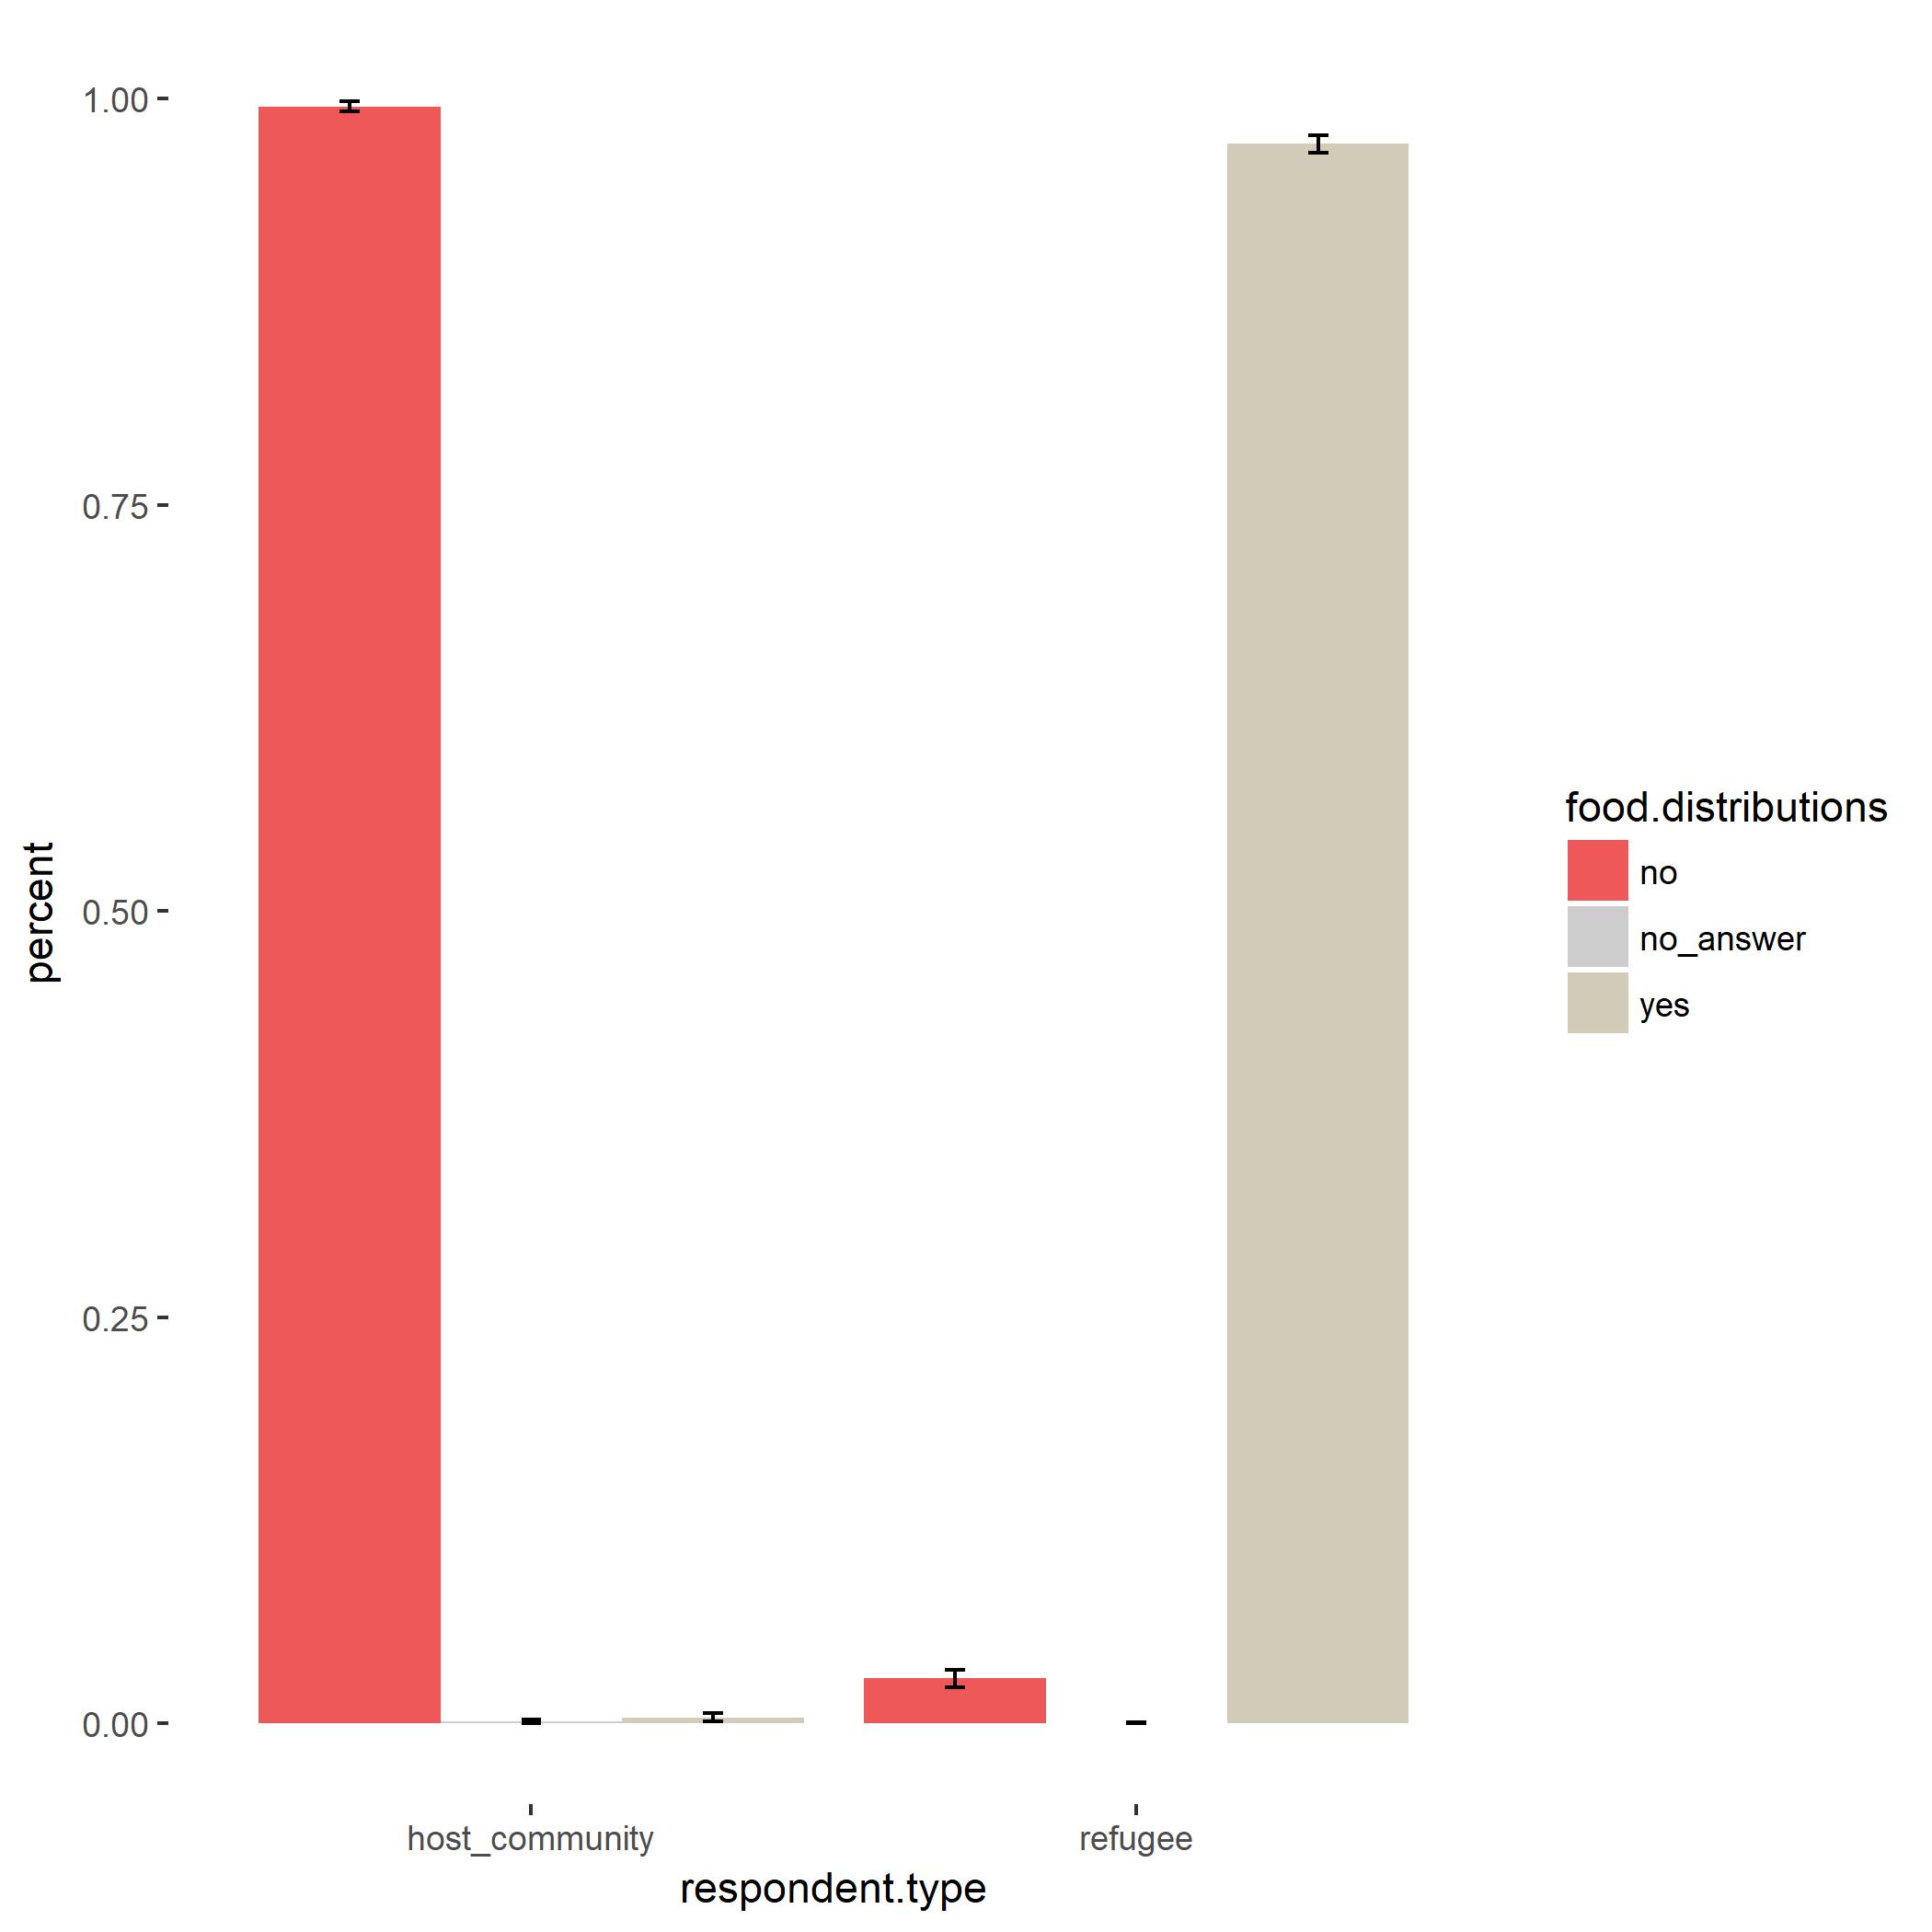 percent
1.00
0.75
0.50
0.25
0.00
host_community
refugee
respondent.type
food.distributions
no
no_answer
yes